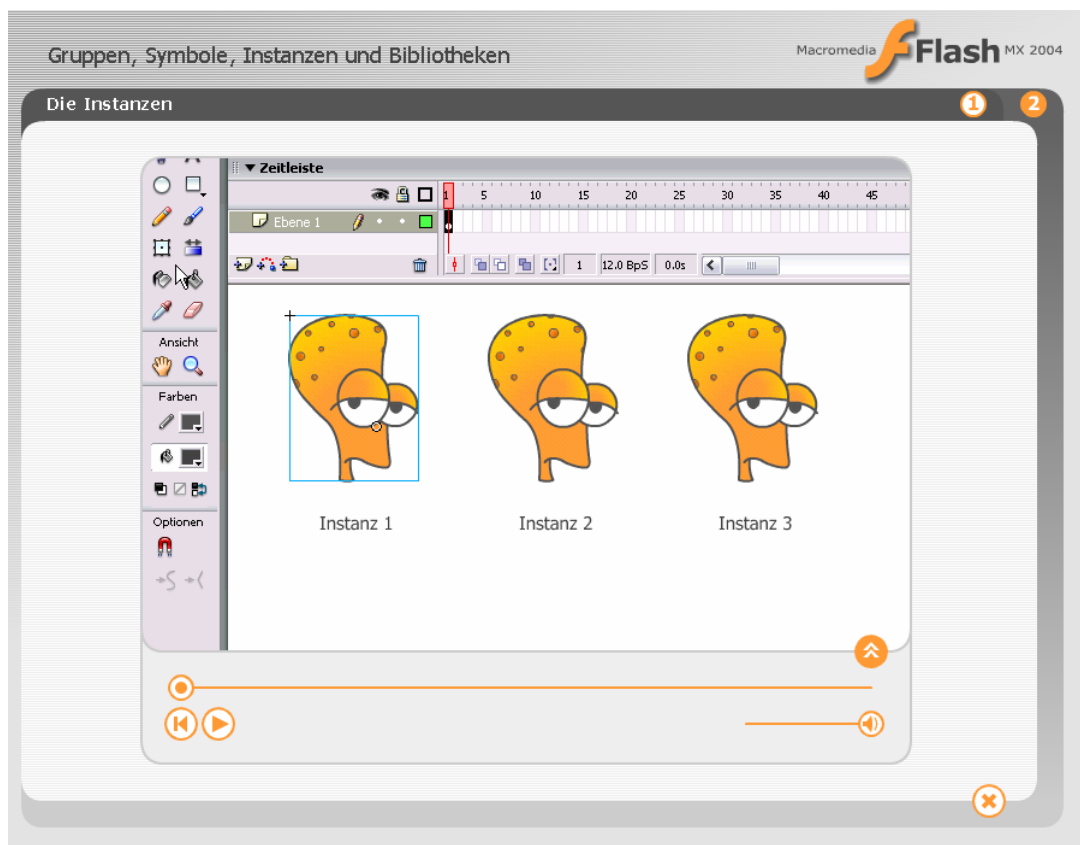 Gruppen, Symbole, Instanzen und Bibliotheken
Macromedia Flash MX 2004
Die Instanzen
1 2
Zeitleiste
1 5 10 15 20 25 30 35 40 45
Ebene 1
1 12.0 BpS 0.0s
Ansicht
Farben
Optionen
Instanz 1 Instanz 2 Instanz 3